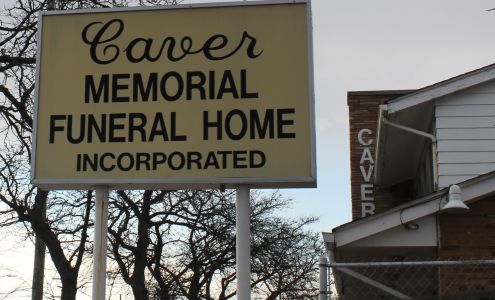 Caver
MEMORIAL
FUNERAL HOME
INCORPORATED
CAVER